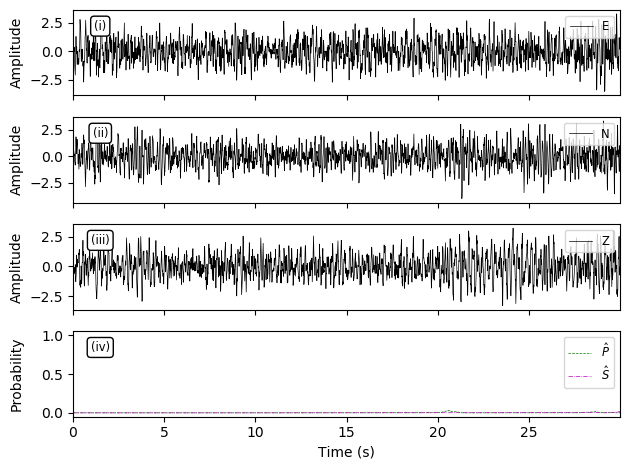 Amplitude
2.5
0.0
−2.5
(i)
E
Amplitude
2.5
0.0
−2.5
(ii)
N
Amplitude
2.5
0.0
−2.5
(iii)
Z
Probability
1.0
0.5
0.0
(iv)
P̂
Ŝ
0 5 10 15 20 25
Time (s)